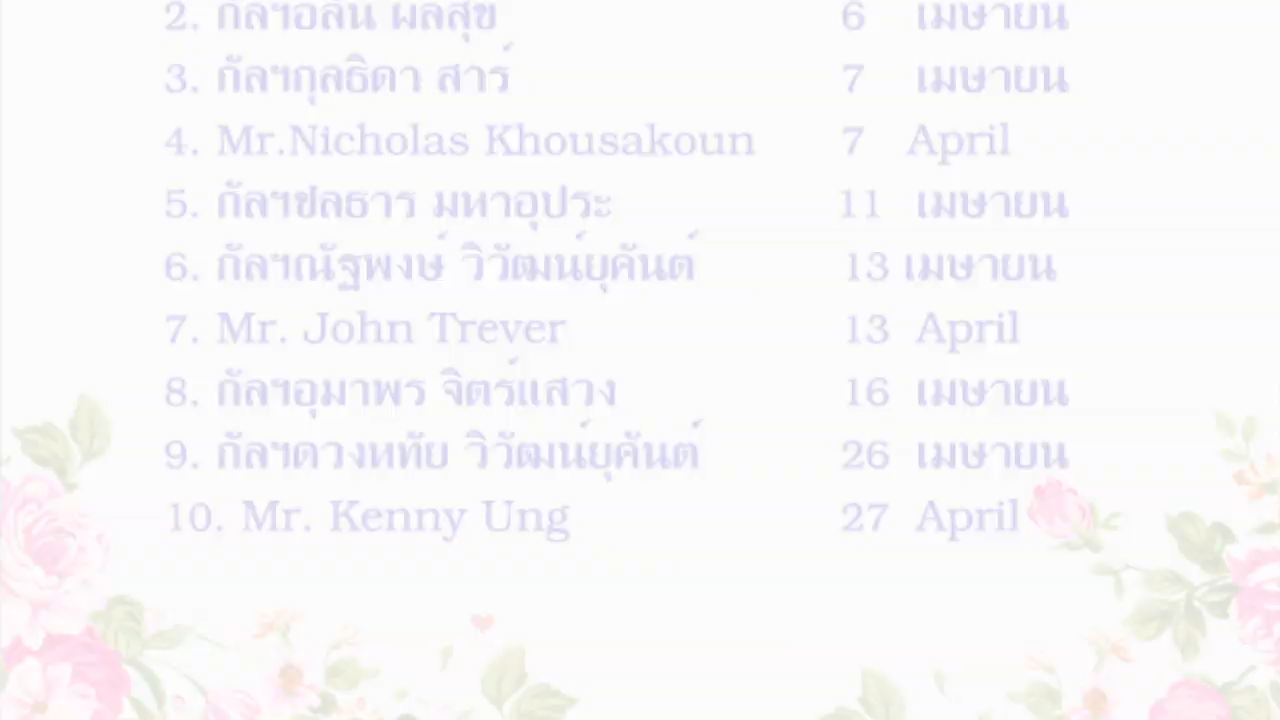 2. กัลฯอลัน ผลสุข 6 เมษายน
3. กัลฯกุลธิดา สาร์ 7 เมษายน
4. Mr.Nicholas Khousakoun 7 April
5. กัลฯชลธาร มหาอุประ 11 เมษายน
6. กัลฯณัฐพงษ์ วิวัฒน์ยุคันต์ 13 เมษายน
7. Mr. John Trever 13 April
8. กัลฯอุมาพร จิตร์แสวง 16 เมษายน
9. กัลฯดวงหทัย วิวัฒน์ยุคันต์ 26 เมษายน
10. Mr. Kenny Ung 27 April